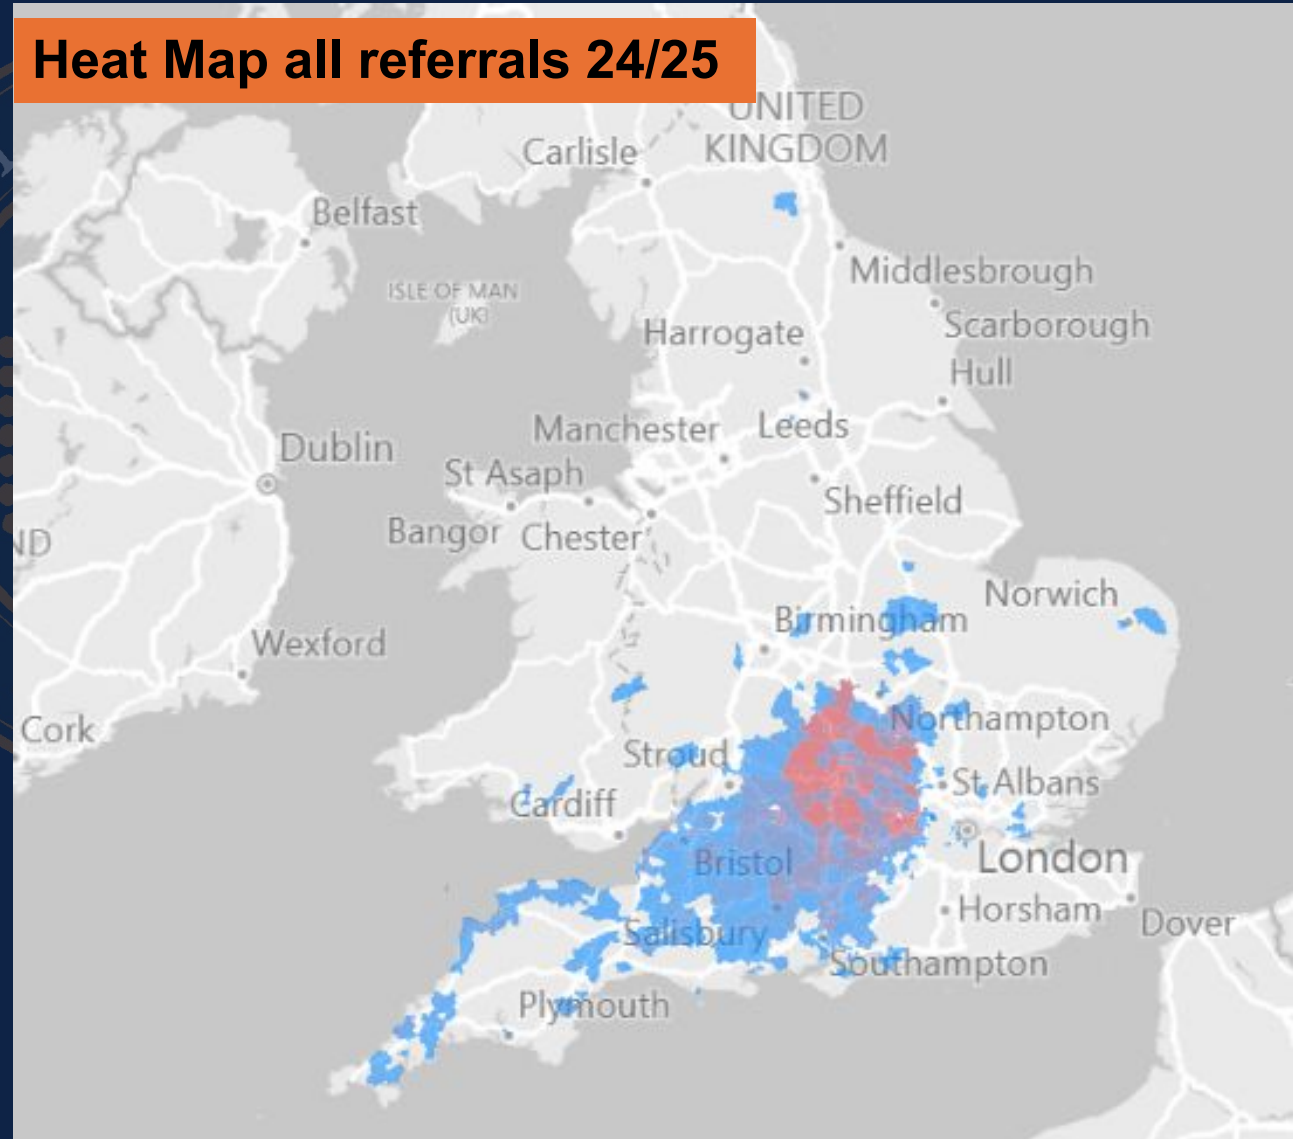 Heat Map all referrals 24/25
UNITED
KINGDOM
Carlisle
Belfast
Middlesbrough
ISLE OF MAN
(UK)
Scarborough
Harrogate
Hull
Manchester
Leeds
Dublin
St Asaph
Sheffield
Bangor
Chester
ND
Norwich
Birmingham
Wexford
Northampton
Cork
Stroud
St Albans
Cardiff
London
Bristol
Horsham
Dover
Salisbury
Southampton
Plymouth